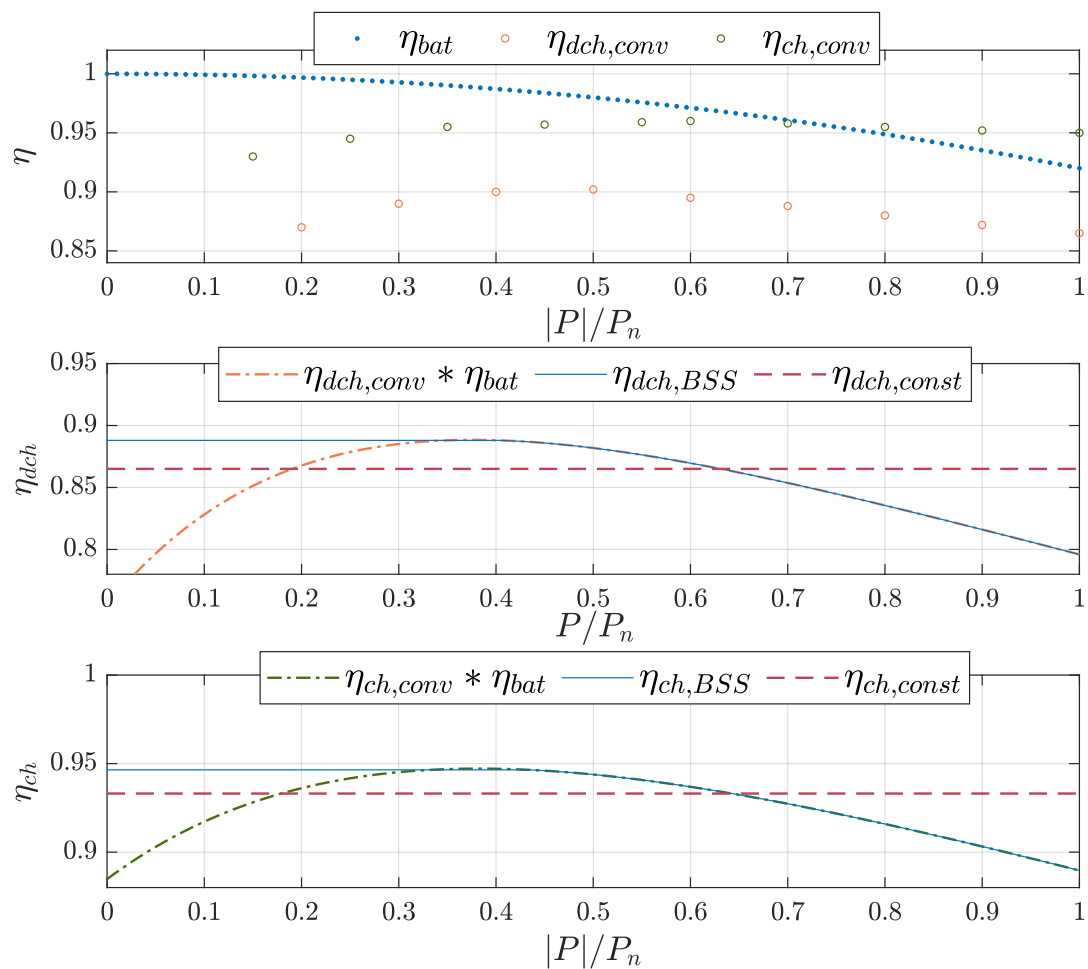 η_bat η_dch,conv η_ch,conv
1
0.95
0.9
0.85
η
0 0.1 0.2 0.3 0.4 0.5 0.6 0.7 0.8 0.9 1
|P|/P_n
η_dch,conv * η_bat η_dch,BSS η_dch,const
0.95
0.9
0.85
0.8
η_dch
0 0.1 0.2 0.3 0.4 0.5 0.6 0.7 0.8 0.9 1
P/P_n
η_ch,conv * η_bat η_ch,BSS η_ch,const
1
0.95
0.9
η_ch
0 0.1 0.2 0.3 0.4 0.5 0.6 0.7 0.8 0.9 1
|P|/P_n